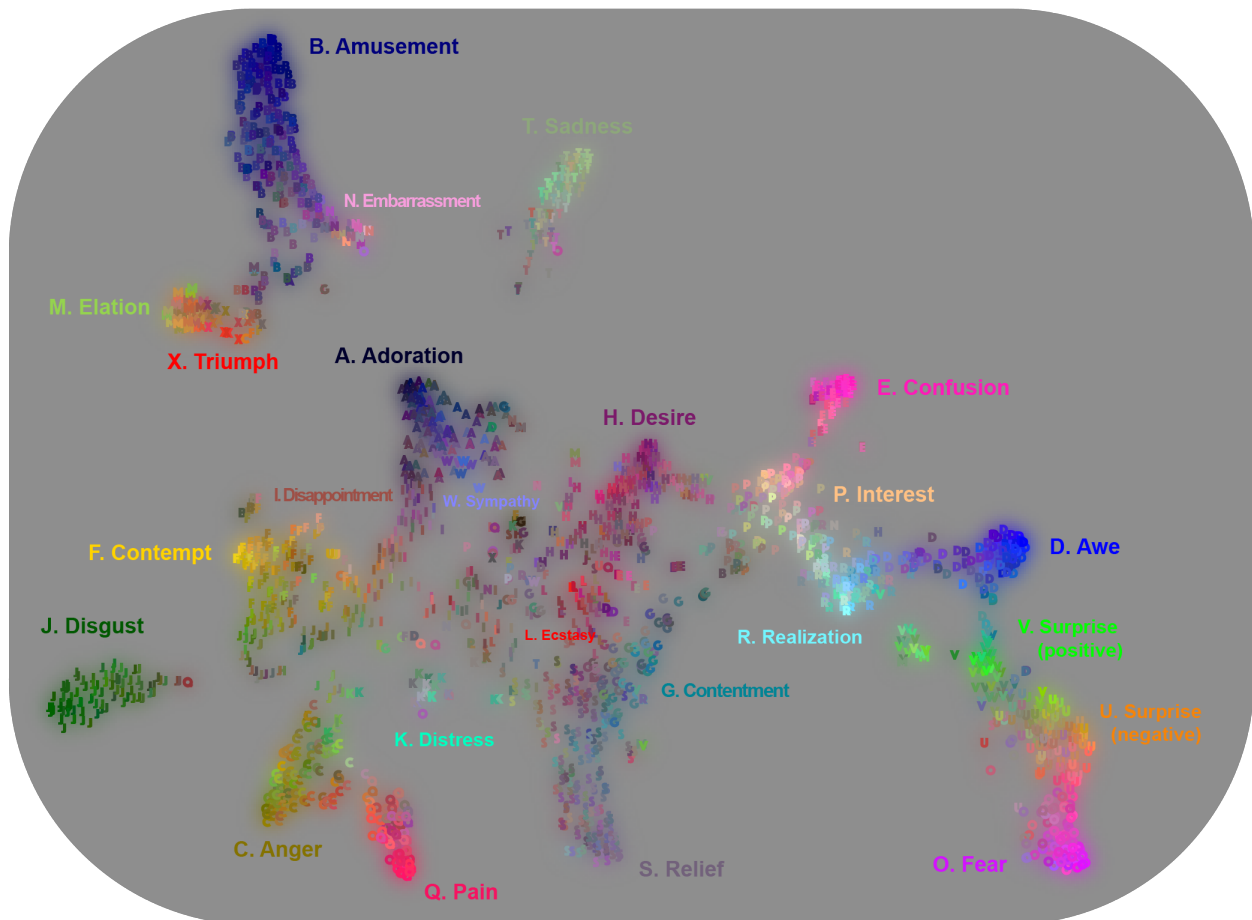 B. Amusement
T. Sadness
N. Embarrassment
M. Elation
X. Triumph
A. Adoration
E. Confusion
H. Desire
I. Disappointment
W. Sympathy
P. Interest
F. Contempt
D. Awe
J. Disgust
L. Ecstasy
R. Realization
V. Surprise
(positive)
G. Contentment
U. Surprise
(negative)
K. Distress
C. Anger
S. Relief
O. Fear
Q. Pain